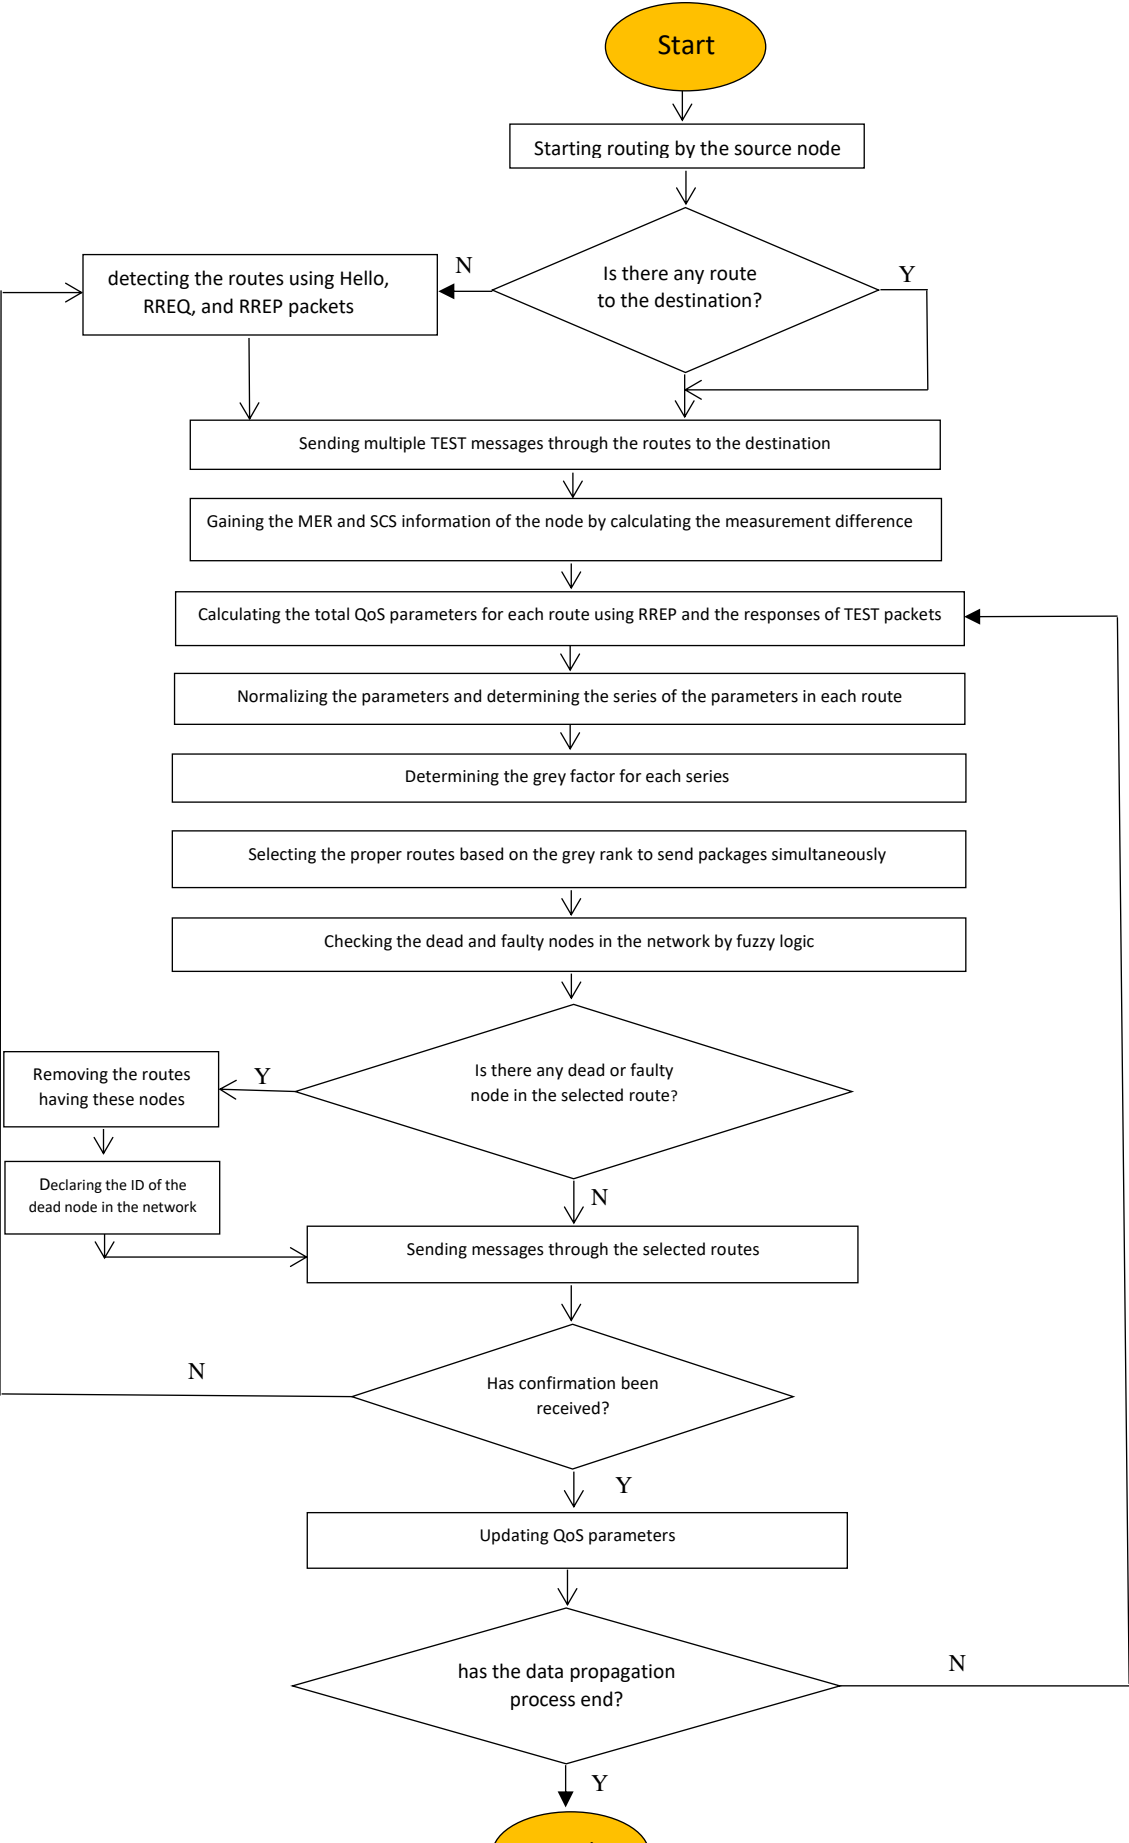 Start
Starting routing by the source node
Is there any route
to the destination?
N
Y
detecting the routes using Hello,
RREQ, and RREP packets
Sending multiple TEST messages through the routes to the destination
Gaining the MER and SCS information of the node by calculating the measurement difference
Calculating the total QoS parameters for each route using RREP and the responses of TEST packets
Normalizing the parameters and determining the series of the parameters in each route
Determining the grey factor for each series
Selecting the proper routes based on the grey rank to send packages simultaneously
Checking the dead and faulty nodes in the network by fuzzy logic
Is there any dead or faulty
node in the selected route?
Y
Removing the routes
having these nodes
Declaring the ID of the
dead node in the network
N
Sending messages through the selected routes
Has confirmation been
received?
N
Y
Updating QoS parameters
has the data propagation
process end?
N
Y